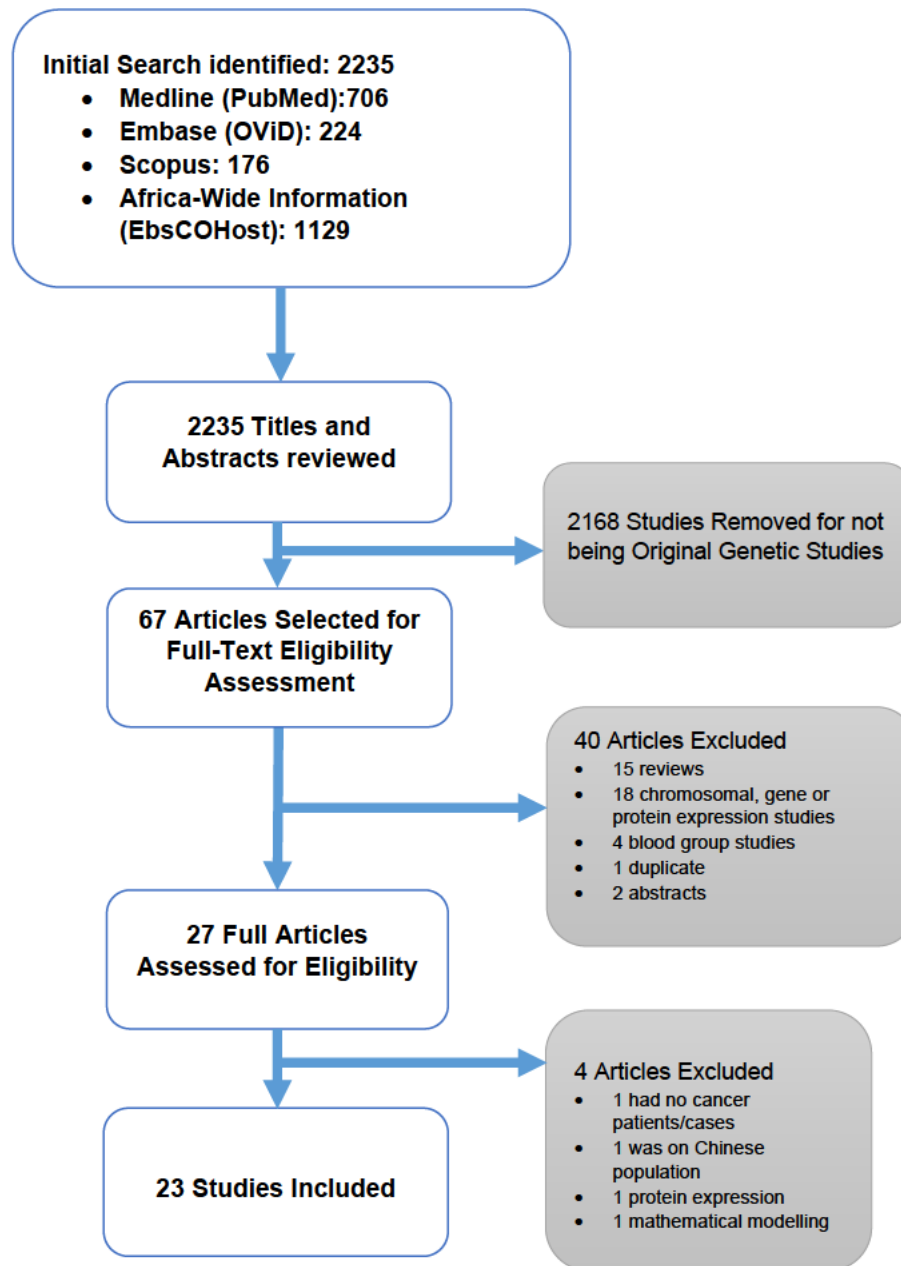 Initial Search identified: 2235
• Medline (PubMed):706
• Embase (OViD): 224
• Scopus: 176
• Africa-Wide Information
(EbsCOHost): 1129
2235 Titles and
Abstracts reviewed
2168 Studies Removed for not
being Original Genetic Studies
67 Articles Selected for
Full-Text Eligibility
Assessment
40 Articles Excluded
• 15 reviews
• 18 chromosomal, gene or
protein expression studies
• 4 blood group studies
• 1 duplicate
• 2 abstracts
27 Full Articles
Assessed for Eligibility
4 Articles Excluded
• 1 had no cancer
patients/cases
• 1 was on Chinese
population
• 1 protein expression
• 1 mathematical modelling
23 Studies Included